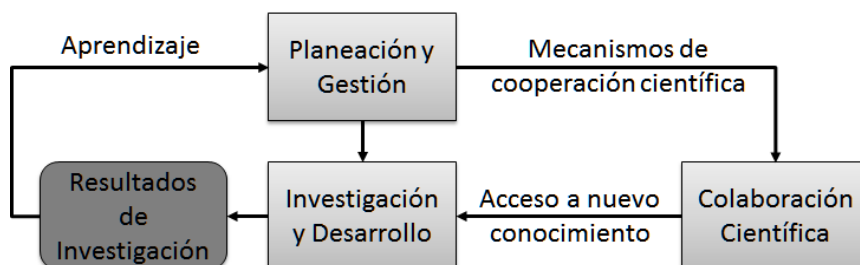 Aprendizaje
Planeación y
Gestión
Mecanismos de
cooperación científica
Resultados
de
Investigación
Investigación
y Desarrollo
Acceso a nuevo
conocimiento
Colaboración
Científica